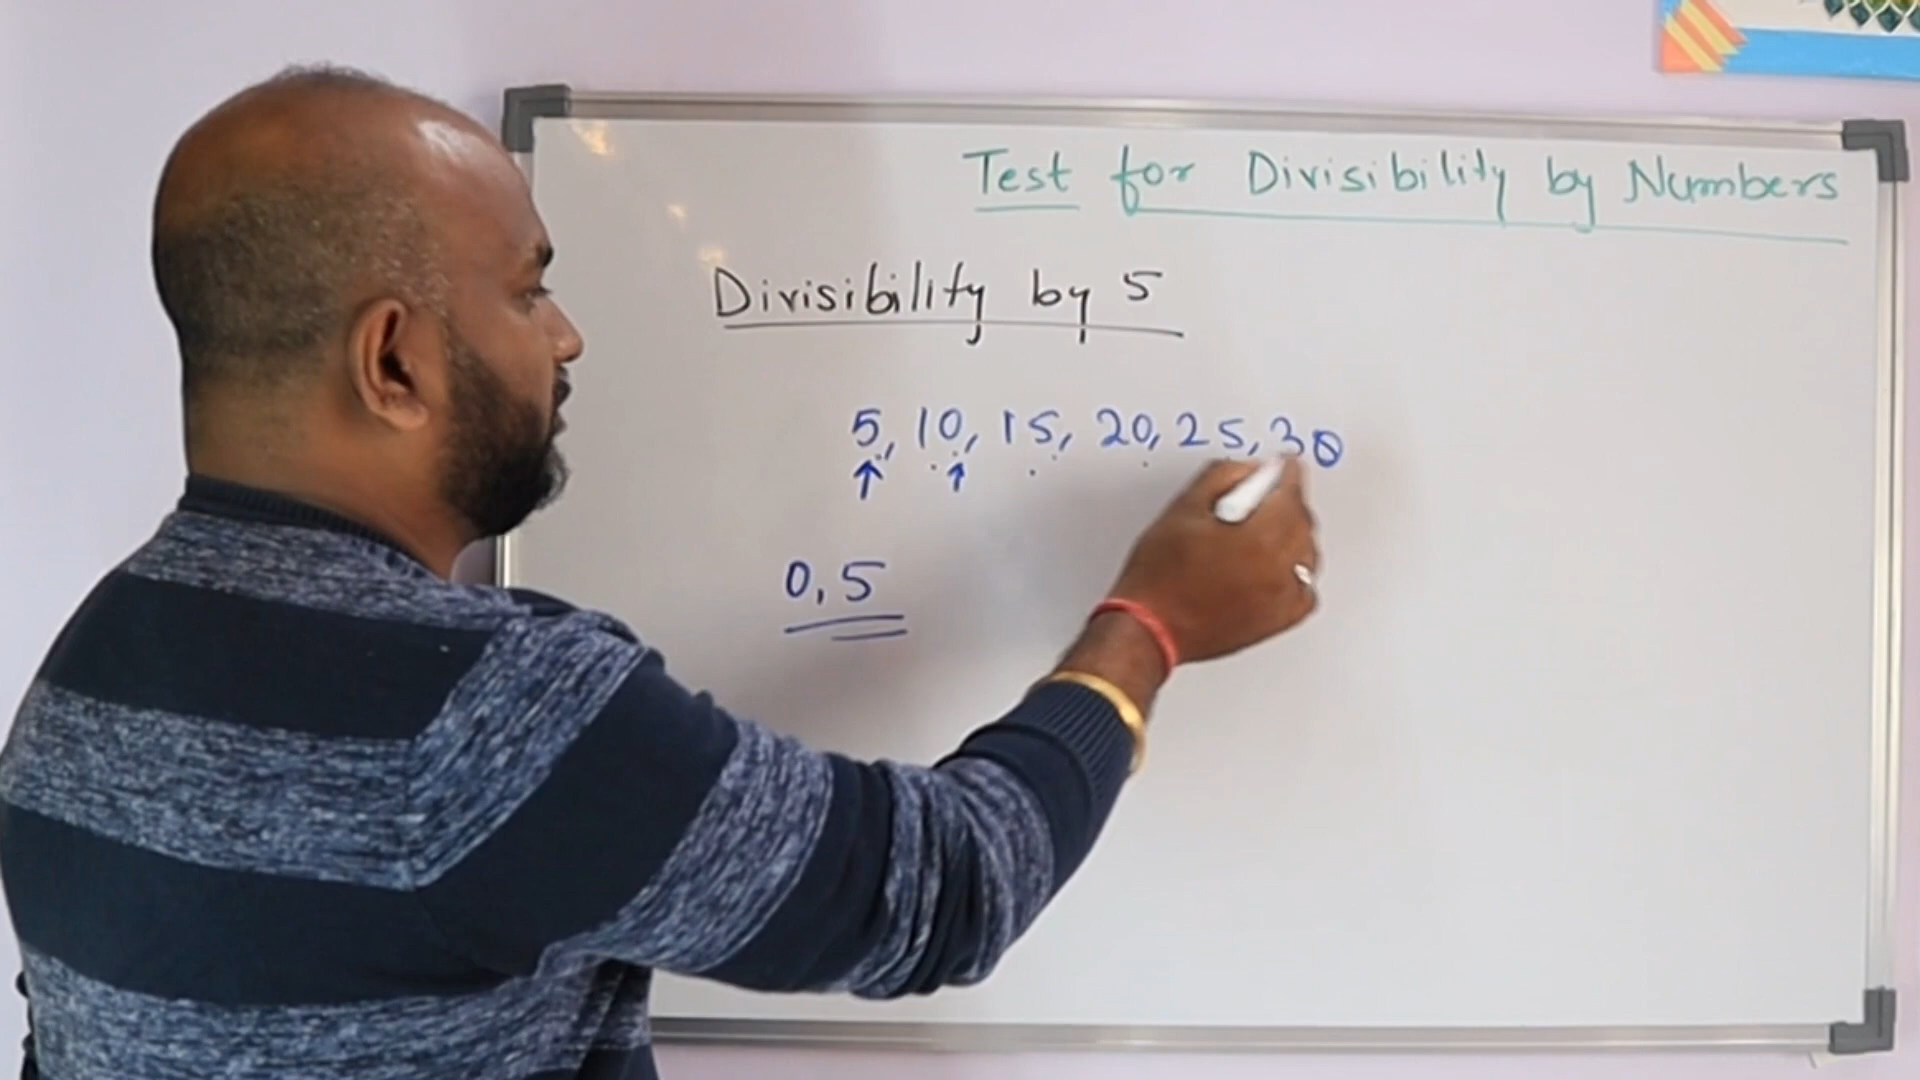 Test for Divisibility by Numbers
Divisibility by 5
5, 10, 15, 20, 25, 30
0, 5